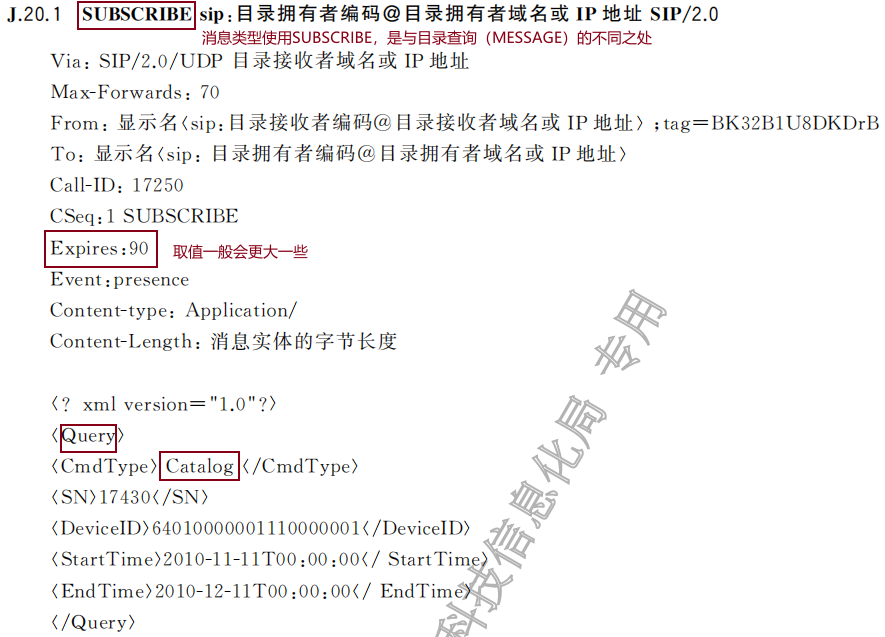 J.20.1 SUBSCRIBE sip:目录拥有者编码@目录拥有者域名或 IP 地址 SIP/2.0
消息类型使用SUBSCRIBE，是与目录查询（MESSAGE）的不同之处
Via: SIP/2.0/UDP 目录接收者域名或 IP 地址
Max-Forwards: 70
From: 显示名〈sip:目录接收者编码@目录接收者域名或 IP 地址〉;tag=BK32B1U8DKDrB
To: 显示名〈sip: 目录拥有者编码@目录拥有者域名或 IP 地址〉
Call-ID: 17250
CSeq:1 SUBSCRIBE
Expires:90 取值一般会更大一些
Event:presence
Content-type: Application/
Content-Length: 消息实体的字节长度
〈? xml version="1.0"?〉
〈Query〉
〈CmdType〉Catalog〈/CmdType〉
〈SN〉17430〈/SN〉
〈DeviceID〉64010000001110000001〈/DeviceID〉
〈StartTime〉2010-11-11T00:00:00〈/ StartTime〉
〈EndTime〉2010-12-11T00:00:00〈/ EndTime〉
〈/Query〉
科技信息化局 专用